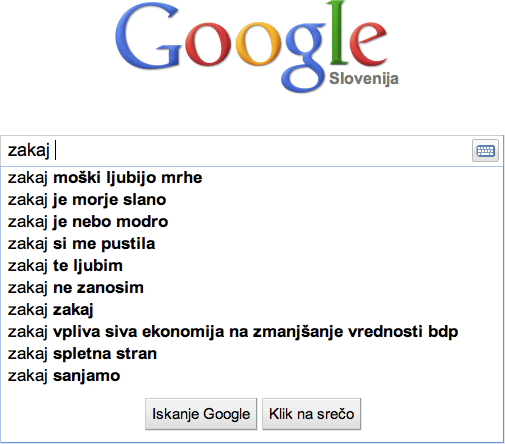 Google
Slovenija
zakaj
zakaj moški ljubijo mrhe
zakaj je morje slano
zakaj je nebo modro
zakaj si me pustila
zakaj te ljubim
zakaj ne zanosim
zakaj zakaj
zakaj vpliva siva ekonomija na zmanjšanje vrednosti bdp
zakaj spletna stran
zakaj sanjamo
Iskanje Google Klik na srečo